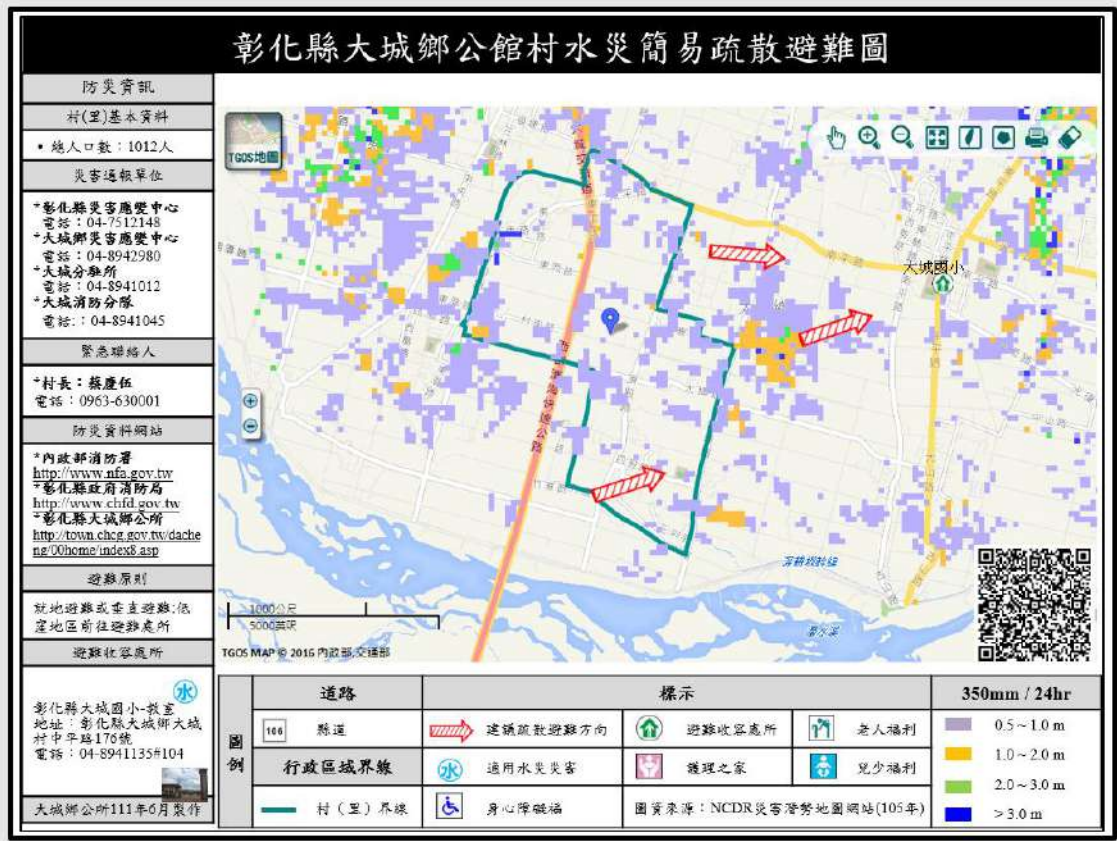 彰化縣大城鄉公館村水災簡易疏散避難圖
防災資訊
村(里)基本資料
• 總人口數：1012人
災害通報單位
*彰化縣災害應變中心
電話：04-7512148
*大城鄉災害應變中心
電話：04-8942980
*大城分駐所
電話：04-8941012
*大城消防分隊
電話:：04-8941045
緊急聯絡人
*村長：蔡慶伍
電話：0963-630001
防災資料網站
*內政部消防署
http://www.nfa.gov.tw
*彰化縣政府消防局
http://www.chfd.gov.tw
*彰化縣大城鄉公所
http://town.chcg.gov.tw/dache
ng/00home/index8.asp
避難原則
就地避難或垂直避難;低
窪地區前往避難處所
避難收容處所
水
彰化縣大城國小-教室
地址：彰化縣大城鄉大城
村中平路176號
電話：04-8941135#104
大城鄉公所111年6月製作
TGOS地圖
大城國小
1000公尺
5000英呎
TGOS MAP © 2016 內政部,交通部
圖例
道路
標示
350mm / 24hr
106
縣道
建議疏散避難方向
避難收容處所
老人福利
0.5～1.0 m
行政區域界線
水
適用水災災害
護理之家
兒少福利
1.0～2.0 m
村（里）界線
身心障礙福
圖資來源：NCDR災害潛勢地圖網站(105年)
2.0～3.0 m
> 3.0 m